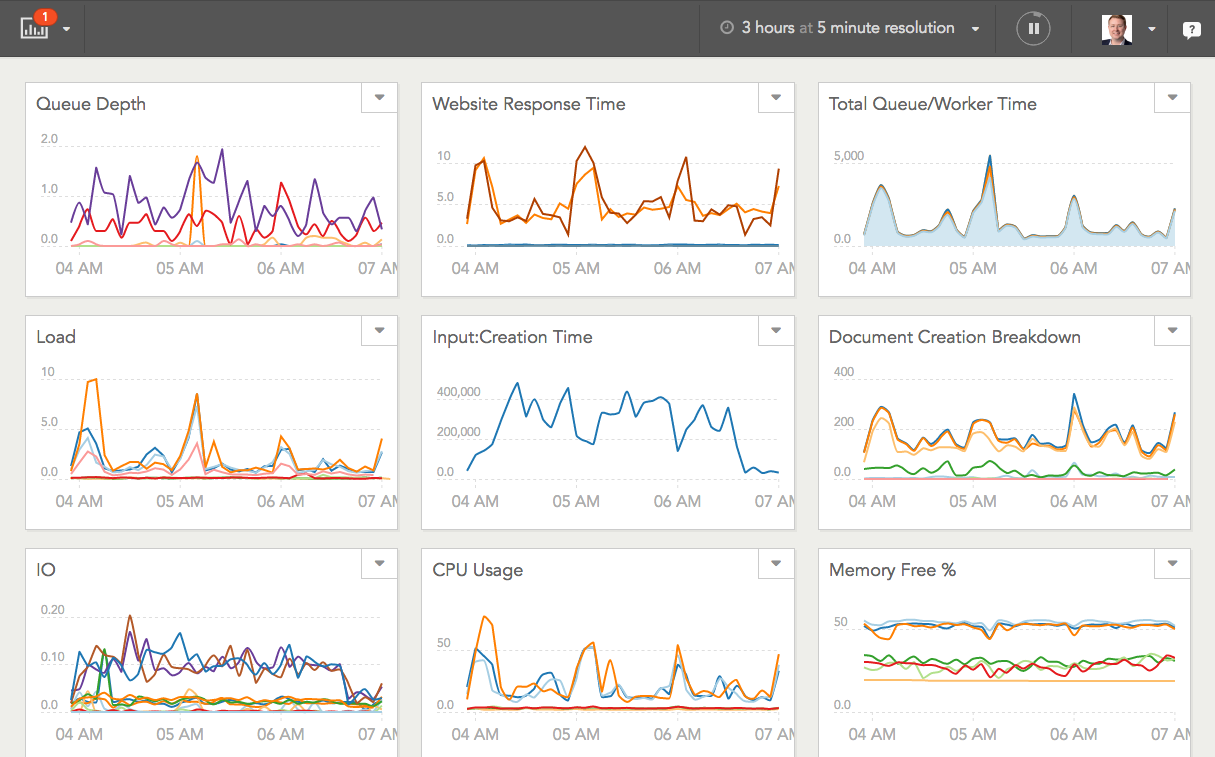 1
3 hours at 5 minute resolution
?
Queue Depth
2.0
1.0
0.0
04 AM 05 AM 06 AM 07 AM
Website Response Time
10
5.0
0.0
04 AM 05 AM 06 AM 07 AM
Total Queue/Worker Time
5,000
0.0
04 AM 05 AM 06 AM 07 AM
Load
10
5.0
0.0
04 AM 05 AM 06 AM 07 AM
Input:Creation Time
400,000
200,000
0.0
04 AM 05 AM 06 AM 07 AM
Document Creation Breakdown
400
200
0.0
04 AM 05 AM 06 AM 07 AM
IO
0.20
0.10
0.0
04 AM 05 AM 06 AM 07 AM
CPU Usage
50
0.0
04 AM 05 AM 06 AM 07 AM
Memory Free %
50
0.0
04 AM 05 AM 06 AM 07 AM